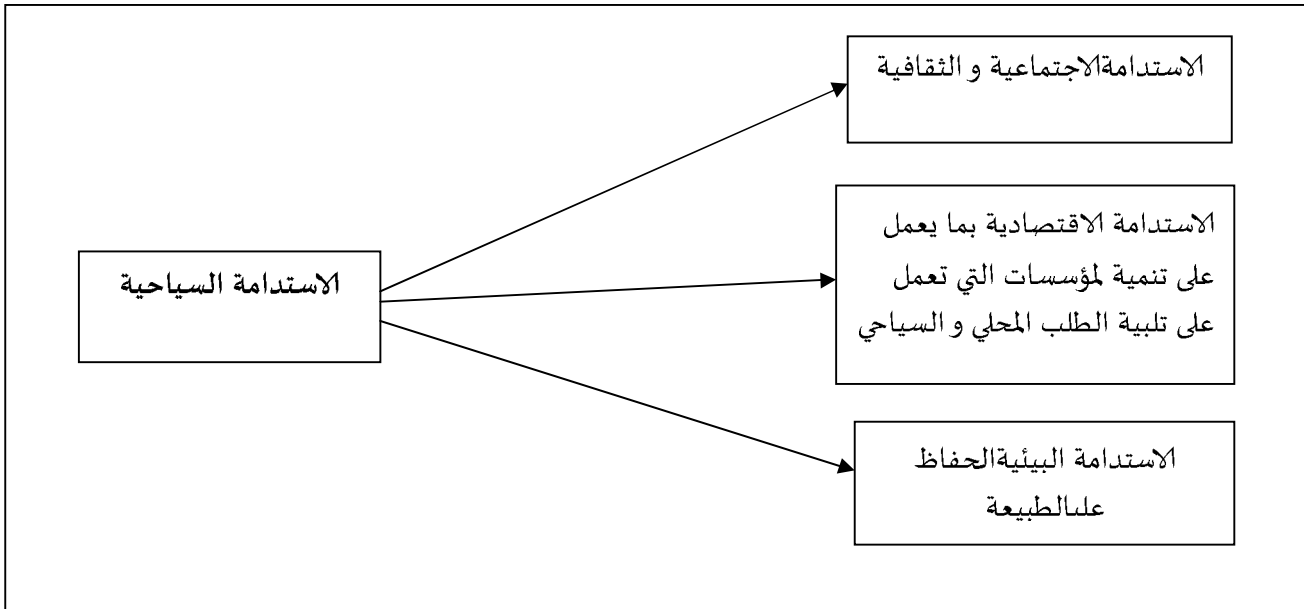 الاستدامةالاجتماعية و الثقافية
الاستدامة الاقتصادية بما يعمل
على تنمية لمؤسسات التي تعمل
على تلبية الطلب المحلي و السياحي
الاستدامة السياحية
الاستدامة البيئيةالحفاظ
علىالطبيعة